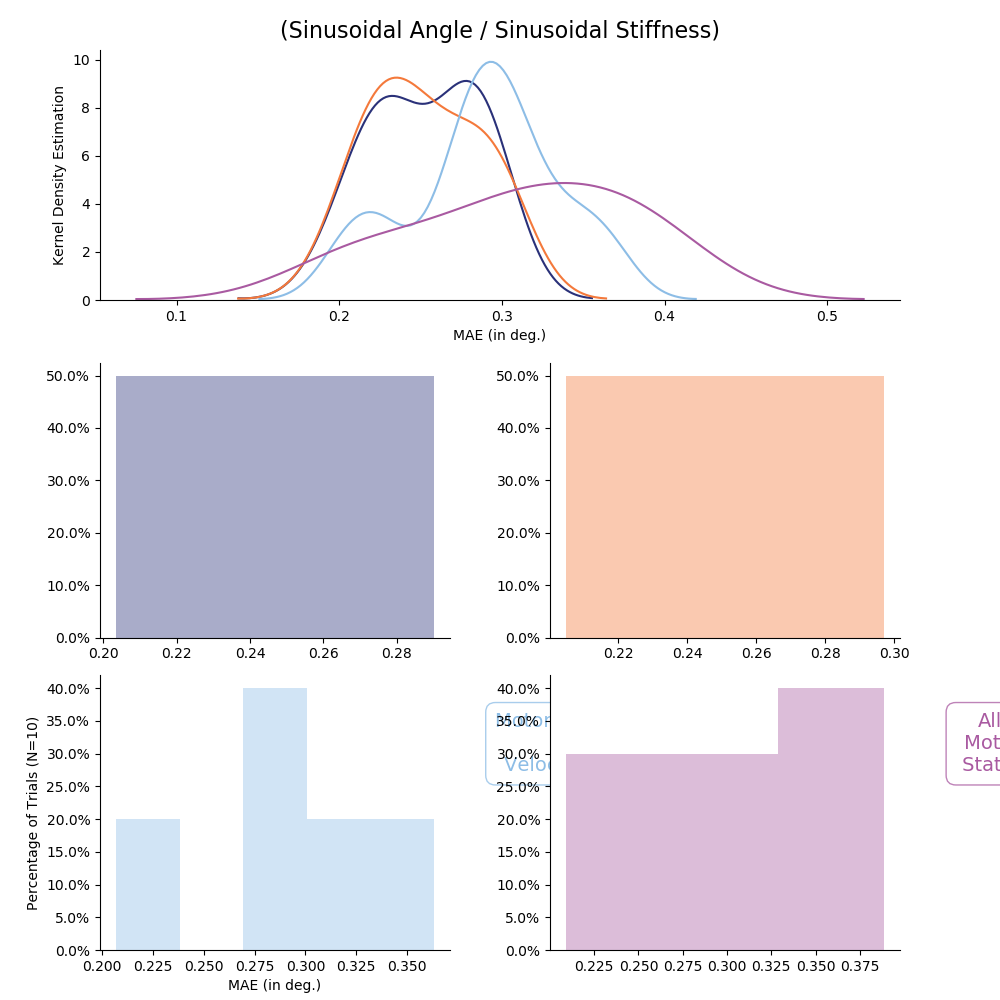 (Sinusoidal Angle / Sinusoidal Stiffness)
Kernel Density Estimation
10
8
6
4
2
0
0.1 0.2 0.3 0.4 0.5
MAE (in deg.)
50.0%
40.0%
30.0%
20.0%
10.0%
0.0%
0.20 0.22 0.24 0.26 0.28
50.0%
40.0%
30.0%
20.0%
10.0%
0.0%
0.22 0.24 0.26 0.28 0.30
Percentage of Trials (N=10)
40.0%
35.0%
30.0%
25.0%
20.0%
15.0%
10.0%
5.0%
0.0%
0.200 0.225 0.250 0.275 0.300 0.325 0.350
MAE (in deg.)
40.0%
35.0%
30.0%
25.0%
20.0%
15.0%
10.0%
5.0%
0.0%
0.225 0.250 0.275 0.300 0.325 0.350 0.375
All
Mot
Stat